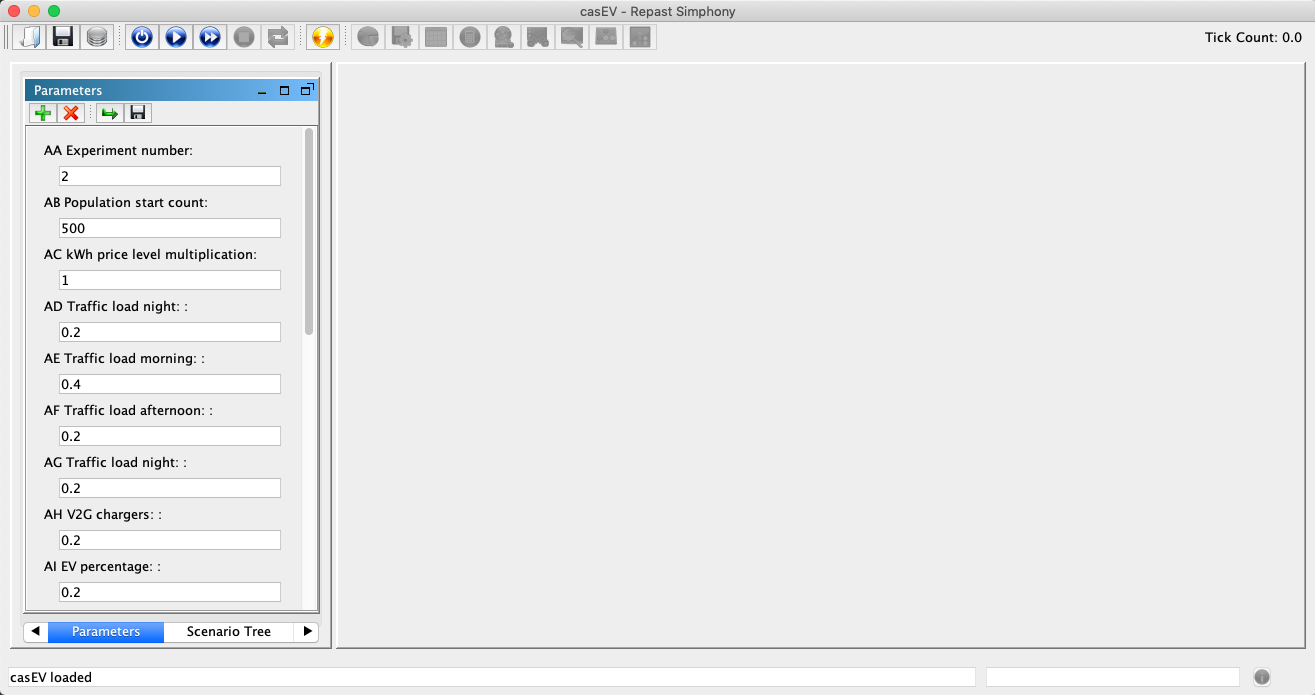 casEV - Repast Simphony
Tick Count: 0.0
Parameters
AA Experiment number:
2
AB Population start count:
500
AC kWh price level multiplication:
1
AD Traffic load night: :
0.2
AE Traffic load morning: :
0.4
AF Traffic load afternoon: :
0.2
AG Traffic load night: :
0.2
AH V2G chargers: :
0.2
AI EV percentage: :
0.2
Parameters
Scenario Tree
casEV loaded